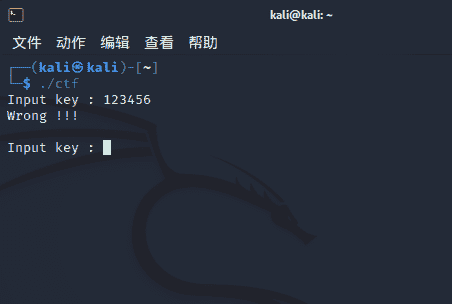 kali@kali: ~
文件 动作 编辑 查看 帮助
┌──(kali㉿kali)-[~]
└─$ ./ctf
Input key : 123456
Wrong !!!
Input key :